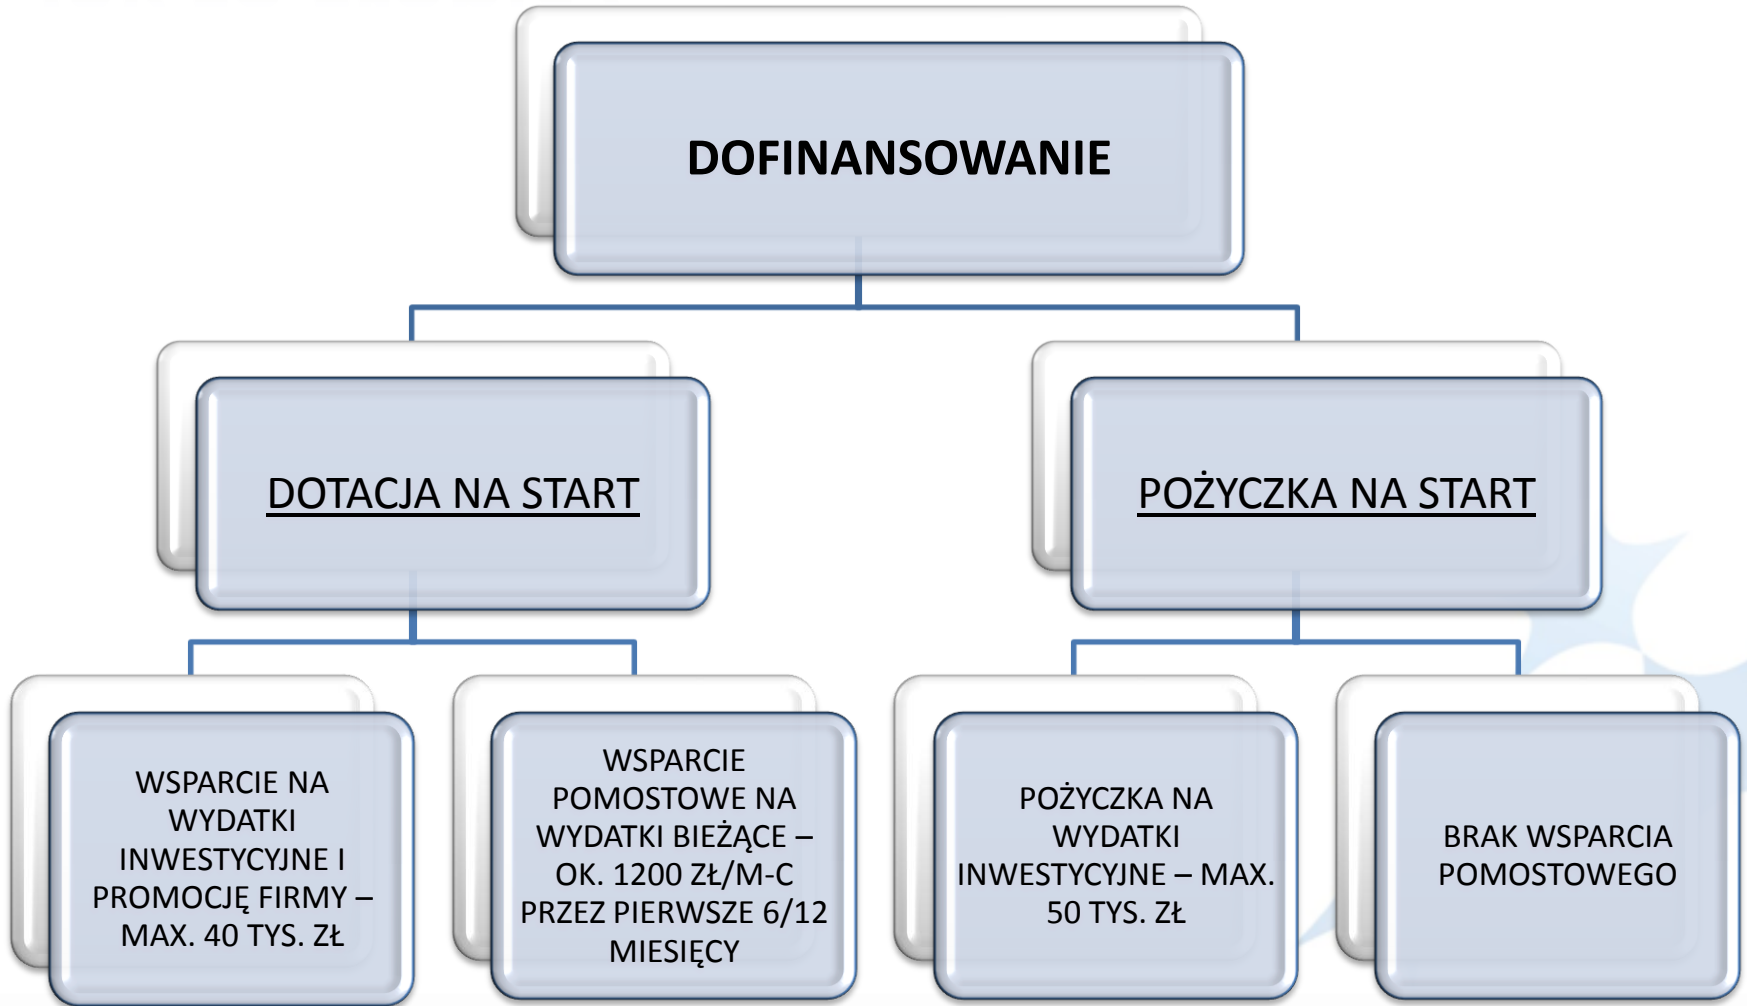 DOFINANSOWANIE
DOTACJA NA START
POŻYCZKA NA START
WSPARCIE NA
WYDATKI
INWESTYCYJNE I
PROMOCJĘ FIRMY –
MAX. 40 TYS. ZŁ
WSPARCIE
POMOSTOWE NA
WYDATKI BIEŻĄCE –
OK. 1200 ZŁ/M-C
PRZEZ PIERWSZE 6/12
MIESIĘCY
POŻYCZKA NA
WYDATKI
INWESTYCYJNE – MAX.
50 TYS. ZŁ
BRAK WSPARCIA
POMOSTOWEGO